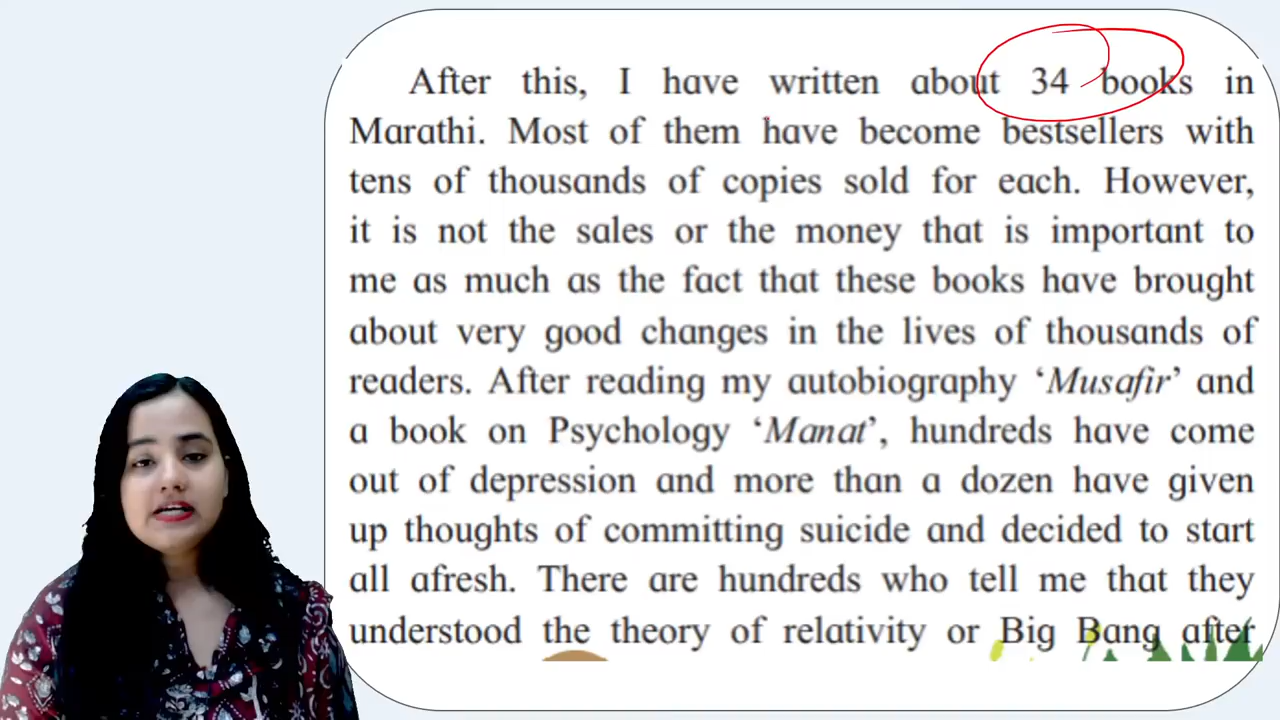 After this, I have written about 34 books in
Marathi. Most of them have become bestsellers with
tens of thousands of copies sold for each. However,
it is not the sales or the money that is important to
me as much as the fact that these books have brought
about very good changes in the lives of thousands of
readers. After reading my autobiography ‘Musafir’ and
a book on Psychology ‘Manat’, hundreds have come
out of depression and more than a dozen have given
up thoughts of committing suicide and decided to start
all afresh. There are hundreds who tell me that they
understood the theory of relativity or Big Bang after